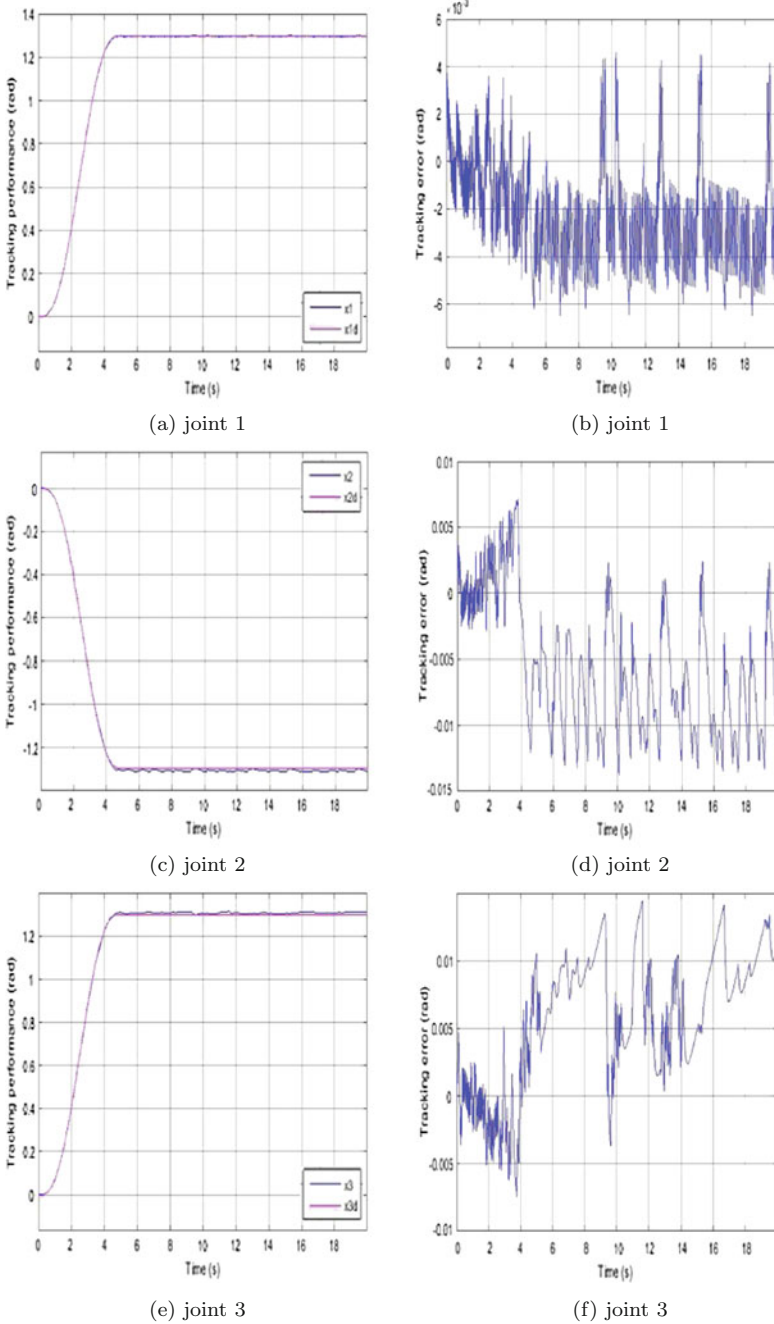 1.4
1.2
1
0.8
0.6
0.4
0.2
0
Tracking performance (rad)
x1
x1d
0 2 4 6 8 10 12 14 16 18
Time (s)
(a) joint 1
× 10⁻³
6
4
2
0
-2
-4
-6
Tracking error (rad)
0 2 4 6 8 10 12 14 16 18
Time (s)
(b) joint 1
0
-0.2
-0.4
-0.6
-0.8
-1
-1.2
Tracking performance (rad)
x2
x2d
0 2 4 6 8 10 12 14 16 18
Time (s)
(c) joint 2
0.01
0.005
0
-0.005
-0.01
-0.015
Tracking error (rad)
0 2 4 6 8 10 12 14 16 18
Time (s)
(d) joint 2
1.2
1
0.8
0.6
0.4
0.2
0
Tracking performance (rad)
x3
x3d
0 2 4 6 8 10 12 14 16 18
Time (s)
(e) joint 3
0.01
0.005
0
-0.005
-0.01
Tracking error (rad)
0 2 4 6 8 10 12 14 16 18
Time (s)
(f) joint 3